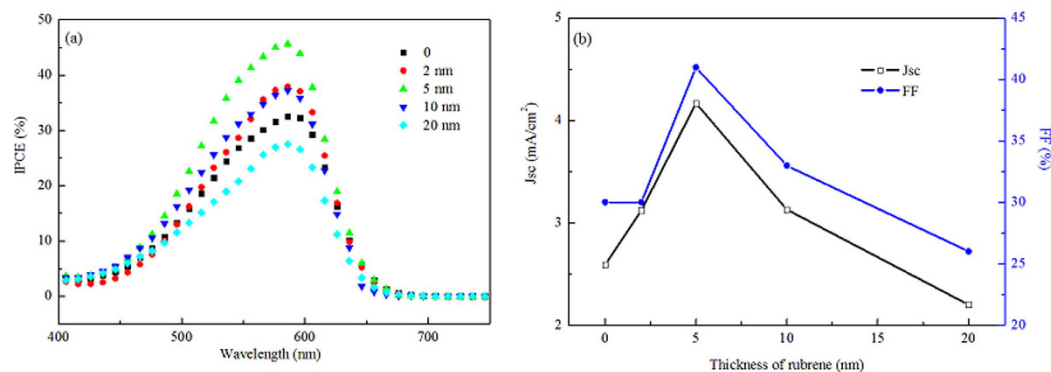 (a)
50
40
30
20
10
0
IPCE (%)
0
2 nm
5 nm
10 nm
20 nm
400
500
600
700
Wavelength (nm)
(b)
5
4
3
2
Jsc (mA/cm²)
Jsc
FF
45
40
35
30
25
20
FF (%)
0
5
10
15
20
Thickness of rubrene (nm)